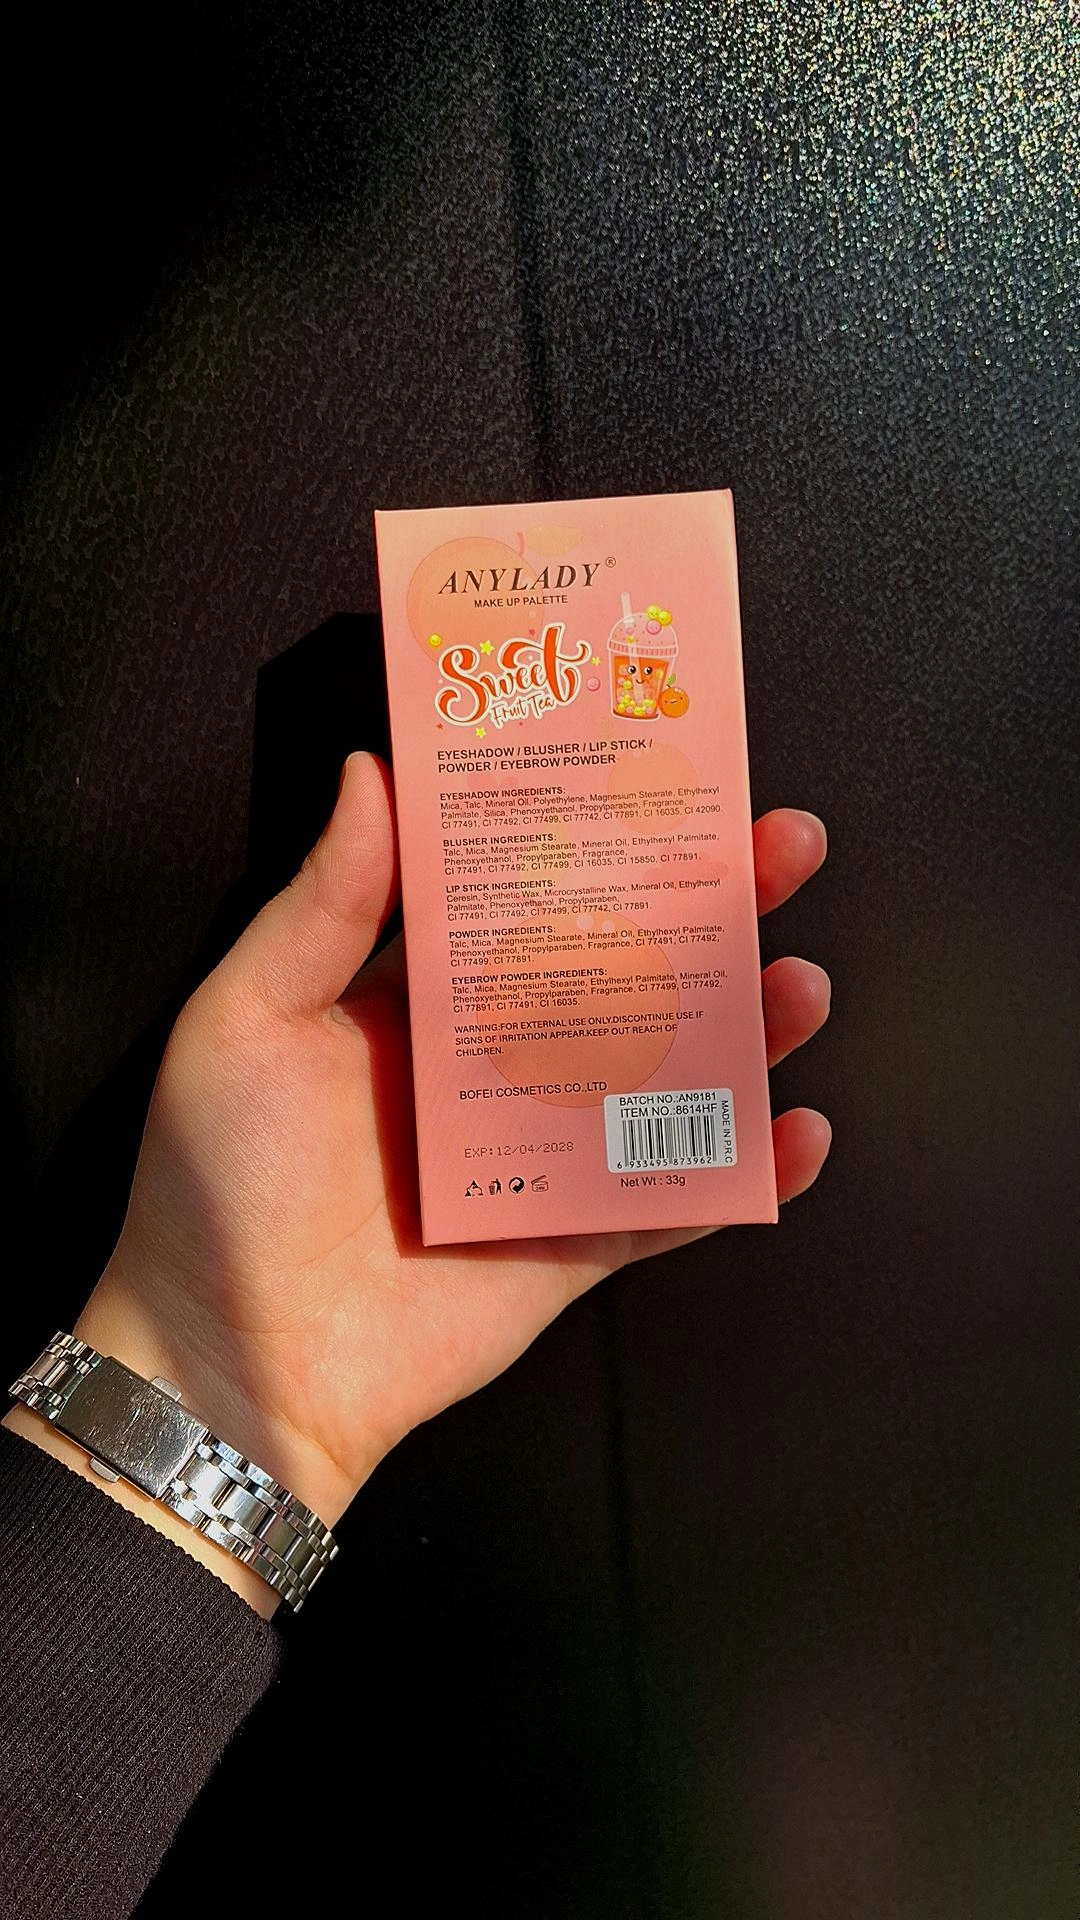 ANYLADY®
MAKE UP PALETTE
Sweet
Fruit Tea
EYESHADOW / BLUSHER / LIP STICK /
POWDER / EYEBROW POWDER
EYESHADOW INGREDIENTS:
Mica, Talc, Mineral Oil, Polyethylene, Magnesium Stearate, Ethylhexyl
Palmitate, Silica, Phenoxyethanol, Propylparaben, Fragrance,
CI 77491, CI 77492, CI 77499, CI 77742, CI 77891, CI 16035, CI 42090.
BLUSHER INGREDIENTS:
Talc, Mica, Magnesium Stearate, Mineral Oil, Ethylhexyl Palmitate,
Phenoxyethanol, Propylparaben, Fragrance,
CI 77491, CI 77492, CI 77499, CI 16035, CI 15850, CI 77891.
LIP STICK INGREDIENTS:
Ceresin, Synthetic Wax, Microcrystalline Wax, Mineral Oil, Ethylhexyl
Palmitate, Phenoxyethanol, Propylparaben,
CI 77491, CI 77492, CI 77499, CI 77742, CI 77891.
POWDER INGREDIENTS:
Talc, Mica, Magnesium Stearate, Mineral Oil, Ethylhexyl Palmitate,
Phenoxyethanol, Propylparaben, Fragrance, CI 77491, CI 77492,
CI 77499, CI 77891.
EYEBROW POWDER INGREDIENTS:
Talc, Mica, Magnesium Stearate, Ethylhexyl Palmitate, Mineral Oil,
Phenoxyethanol, Propylparaben, Fragrance, CI 77499, CI 77492,
CI 77891, CI 77491, CI 16035.
WARNING:FOR EXTERNAL USE ONLY.DISCONTINUE USE IF
SIGNS OF IRRITATION APPEAR.KEEP OUT REACH OF
CHILDREN.
BOFEI COSMETICS CO.,LTD
BATCH NO.:AN9181
ITEM NO.:8614HF
MADE IN P.R.C
6 933495 873962
EXP:12/04/2028
Net Wt : 33g